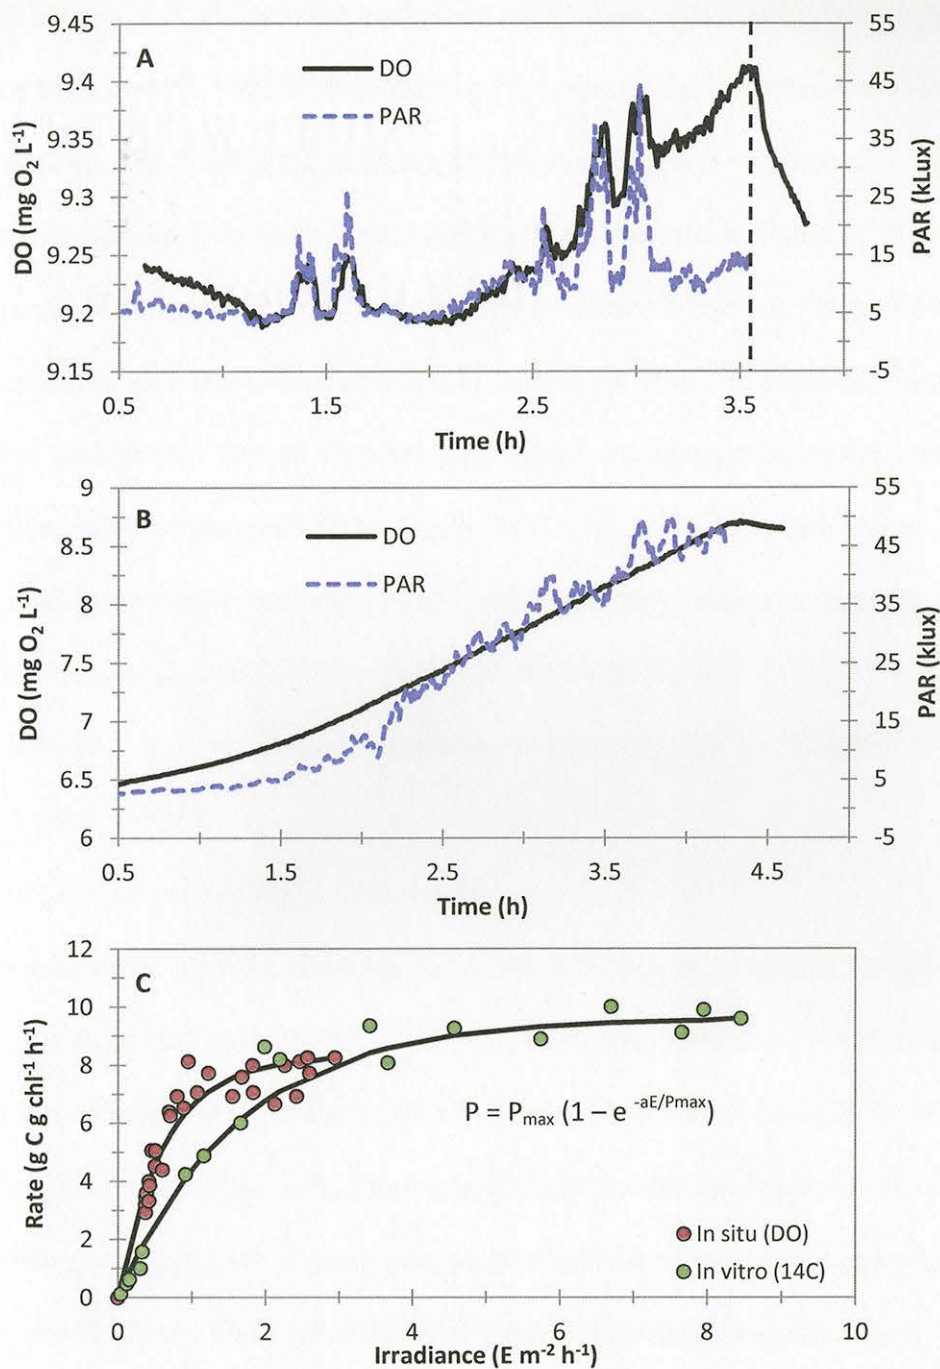 9.45
9.4
9.35
9.3
9.25
9.2
9.15
DO (mg O₂ L⁻¹)
A
DO
PAR
55
45
35
25
15
5
-5
PAR (kLux)
0.5 1.5 2.5 3.5
Time (h)
9
8.5
8
7.5
7
6.5
6
DO (mg O₂ L⁻¹)
B
DO
PAR
55
45
35
25
15
5
-5
PAR (klux)
0.5 1.5 2.5 3.5 4.5
Time (h)
12
10
8
6
4
2
0
Rate (g C g chl⁻¹ h⁻¹)
C
P = Pmax (1 – e -aE/Pmax)
In situ (DO)
In vitro (14C)
0 2 4 6 8 10
Irradiance (E m⁻² h⁻¹)